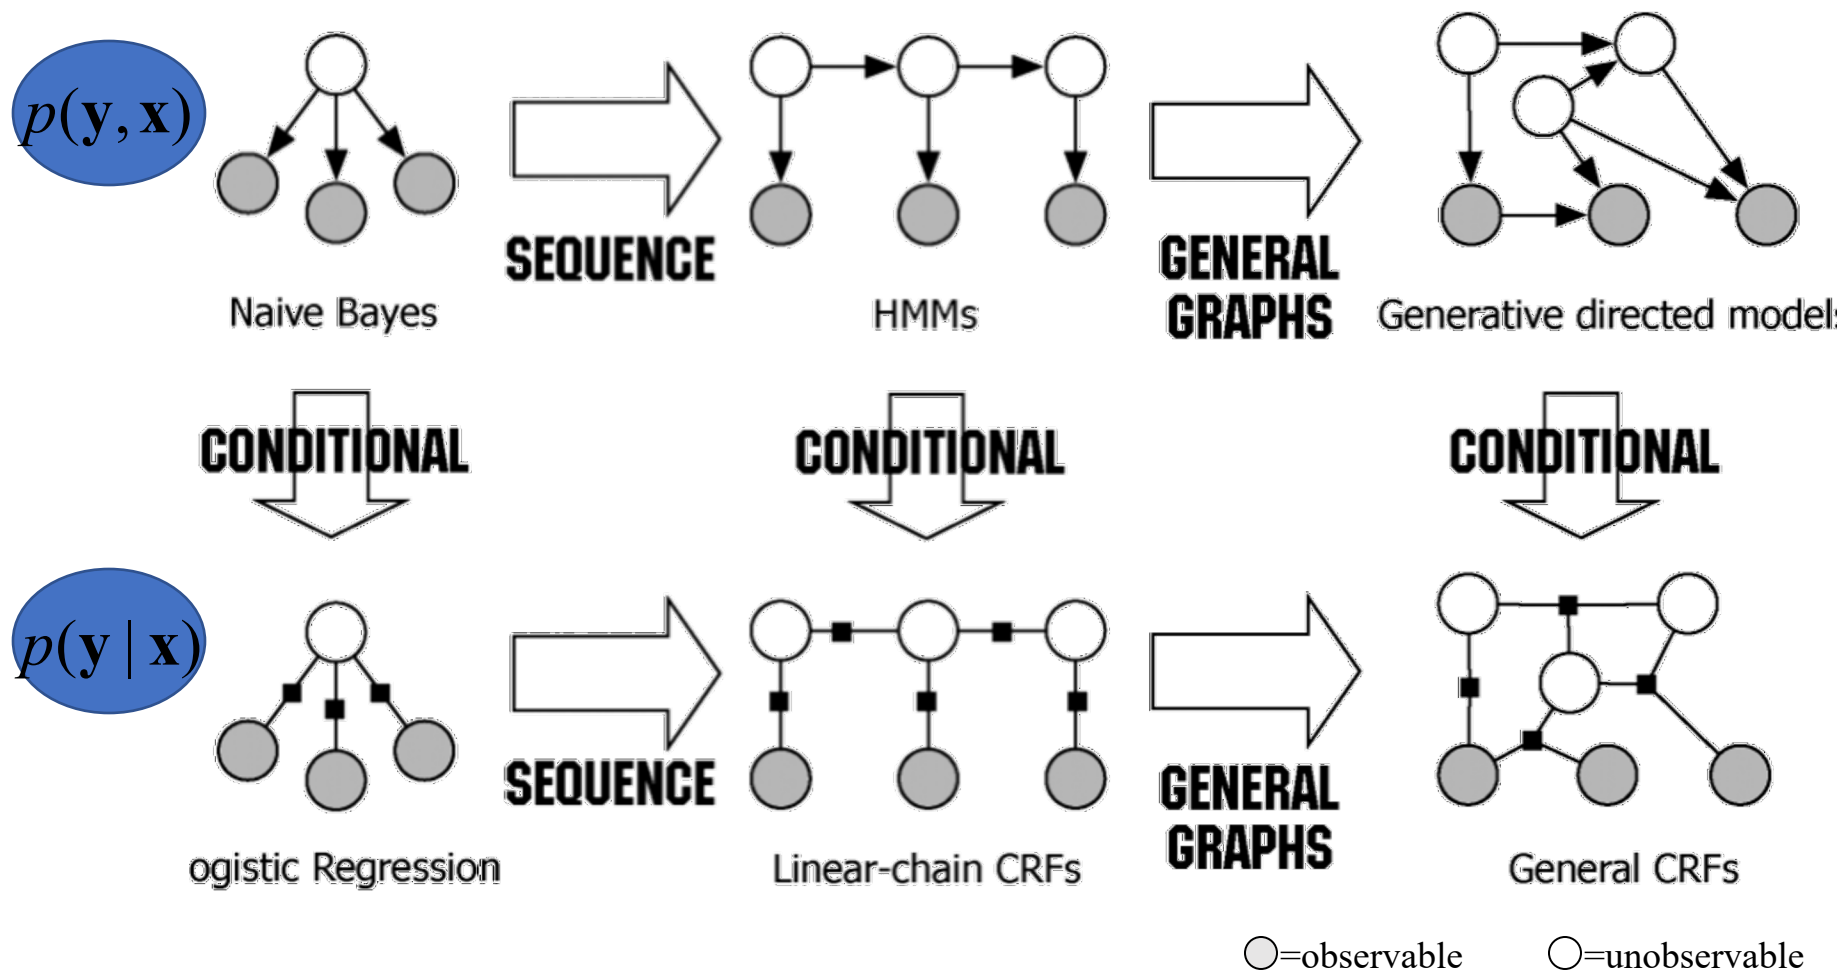 p(y, x)
SEQUENCE
GENERAL
GRAPHS
Naive Bayes
HMMs
Generative directed models
CONDITIONAL
CONDITIONAL
CONDITIONAL
p(y | x)
SEQUENCE
GENERAL
GRAPHS
ogistic Regression
Linear-chain CRFs
General CRFs
=observable
=unobservable